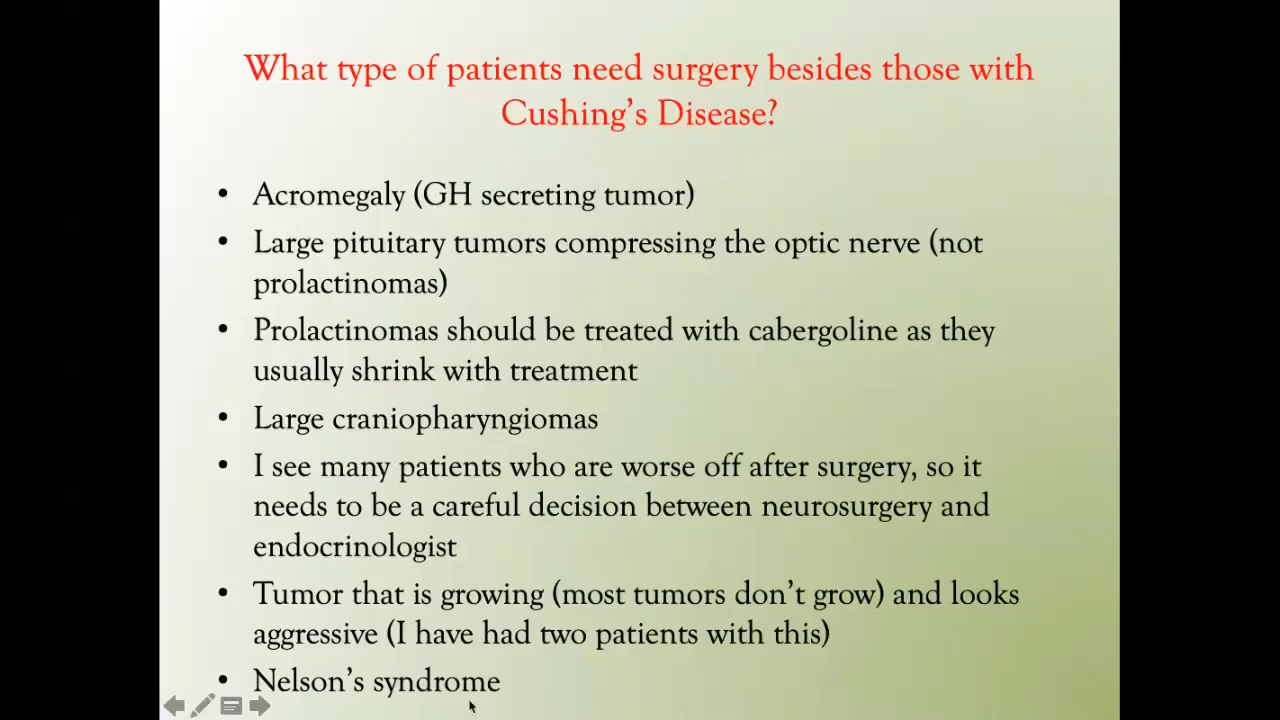 What type of patients need surgery besides those with
Cushing’s Disease?
• Acromegaly (GH secreting tumor)
• Large pituitary tumors compressing the optic nerve (not
prolactinomas)
• Prolactinomas should be treated with cabergoline as they
usually shrink with treatment
• Large craniopharyngiomas
• I see many patients who are worse off after surgery, so it
needs to be a careful decision between neurosurgery and
endocrinologist
• Tumor that is growing (most tumors don’t grow) and looks
aggressive (I have had two patients with this)
• Nelson’s syndrome